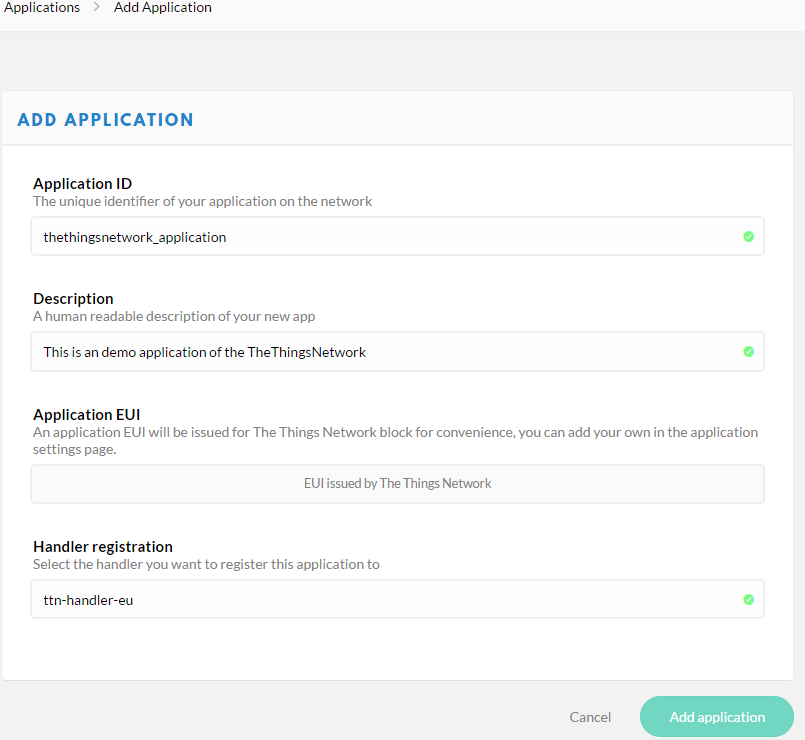 Applications > Add Application
ADD APPLICATION
Application ID
The unique identifier of your application on the network
thethingsnetwork_application
Description
A human readable description of your new app
This is an demo application of the TheThingsNetwork
Application EUI
An application EUI will be issued for The Things Network block for convenience, you can add your own in the application
settings page.
EUI issued by The Things Network
Handler registration
Select the handler you want to register this application to
ttn-handler-eu
Cancel Add application